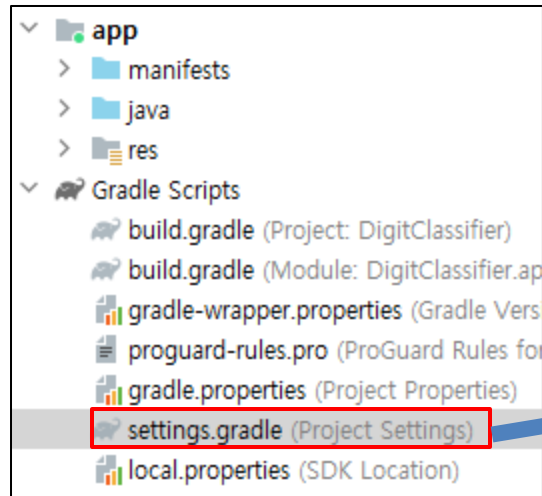 app
manifests
java
res
Gradle Scripts
build.gradle (Project: DigitClassifier)
build.gradle (Module: DigitClassifier.ap
gradle-wrapper.properties (Gradle Vers
proguard-rules.pro (ProGuard Rules for
gradle.properties (Project Properties)
settings.gradle (Project Settings)
local.properties (SDK Location)